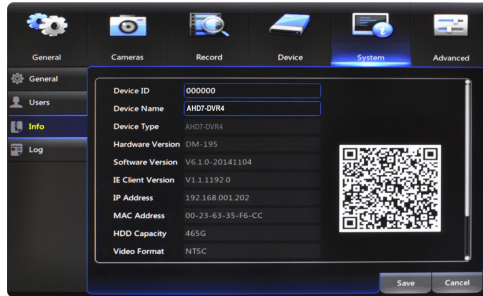 General Cameras Record Device System Advanced
General
Users
Info
Log
Device ID 000000
Device Name AHD7-DVR4
Device Type AHD7-DVR4
Hardware Version DM-195
Software Version V6.1.0-20141104
IE Client Version V1.1.1192.0
IP Address 192.168.001.202
MAC Address 00-23-63-35-F6-CC
HDD Capacity 465G
Video Format NTSC
Save Cancel